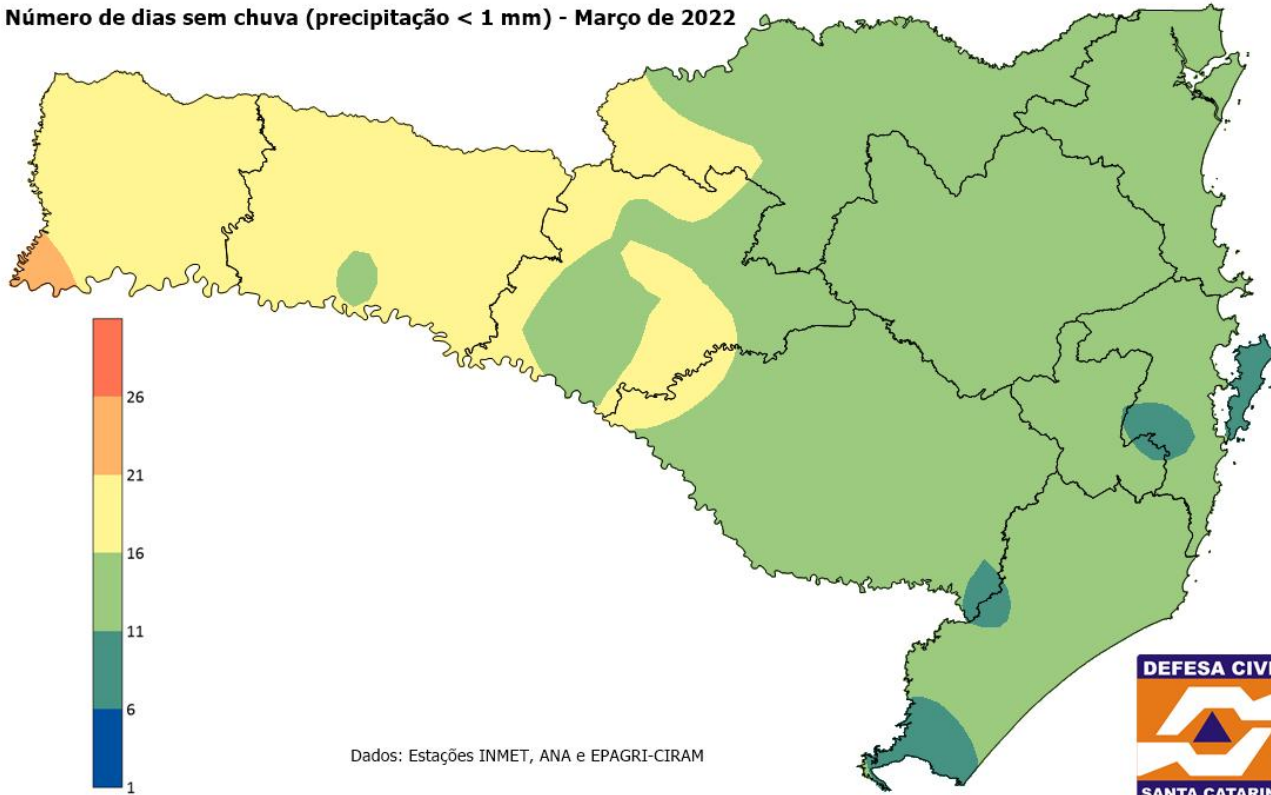 Número de dias sem chuva (precipitação < 1 mm) - Março de 2022
26
21
16
11
6
1
Dados: Estações INMET, ANA e EPAGRI-CIRAM
DEFESA CIVI
SANTA CATARIN